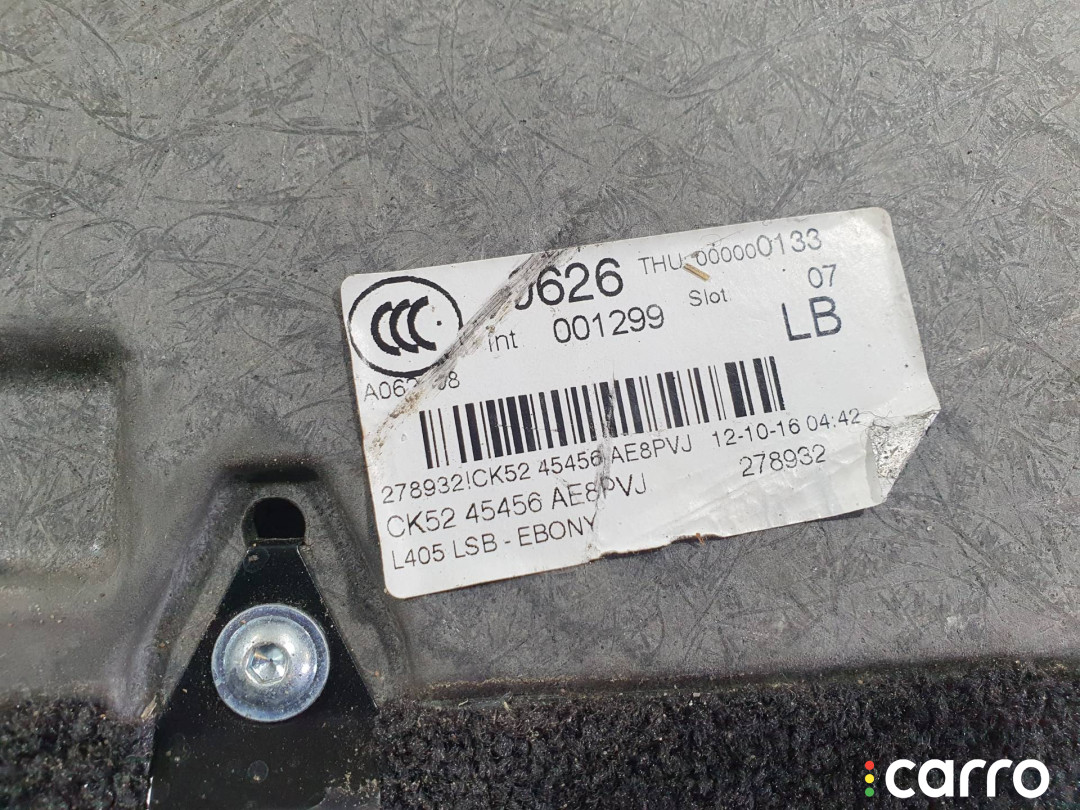 CCC
0626 THU 0000000133
Int 001299 Slot 07
LB
278932!CK52 45456 AE8PVJ 12-10-16 04:42
CK52 45456 AE8PVJ 278932
L405 LSB - EBONY
carro